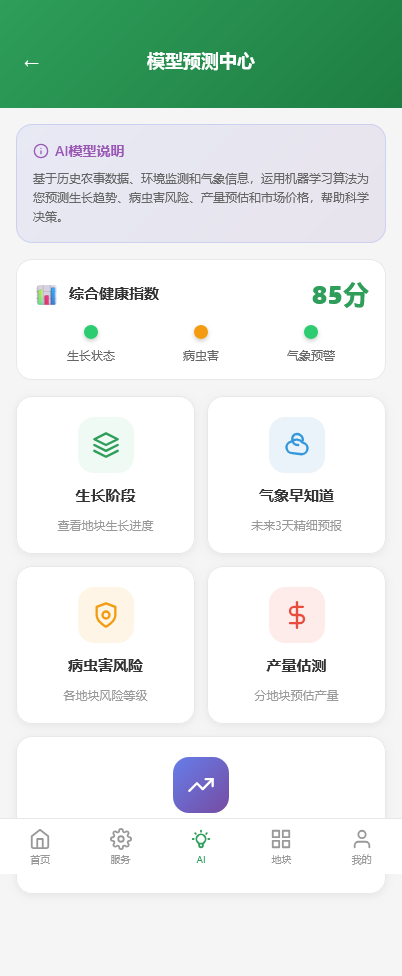 ←
模型预测中心
AI模型说明
基于历史农事数据、环境监测和气象信息，运用机器学习算法为
您预测生长趋势、病虫害风险、产量预估和市场价格，帮助科学
决策。
综合健康指数
85分
生长状态
病虫害
气象预警
生长阶段
查看地块生长进度
气象早知道
未来3天精细预报
病虫害风险
各地块风险等级
产量估测
分地块预估产量
首页
服务
AI
地块
我的